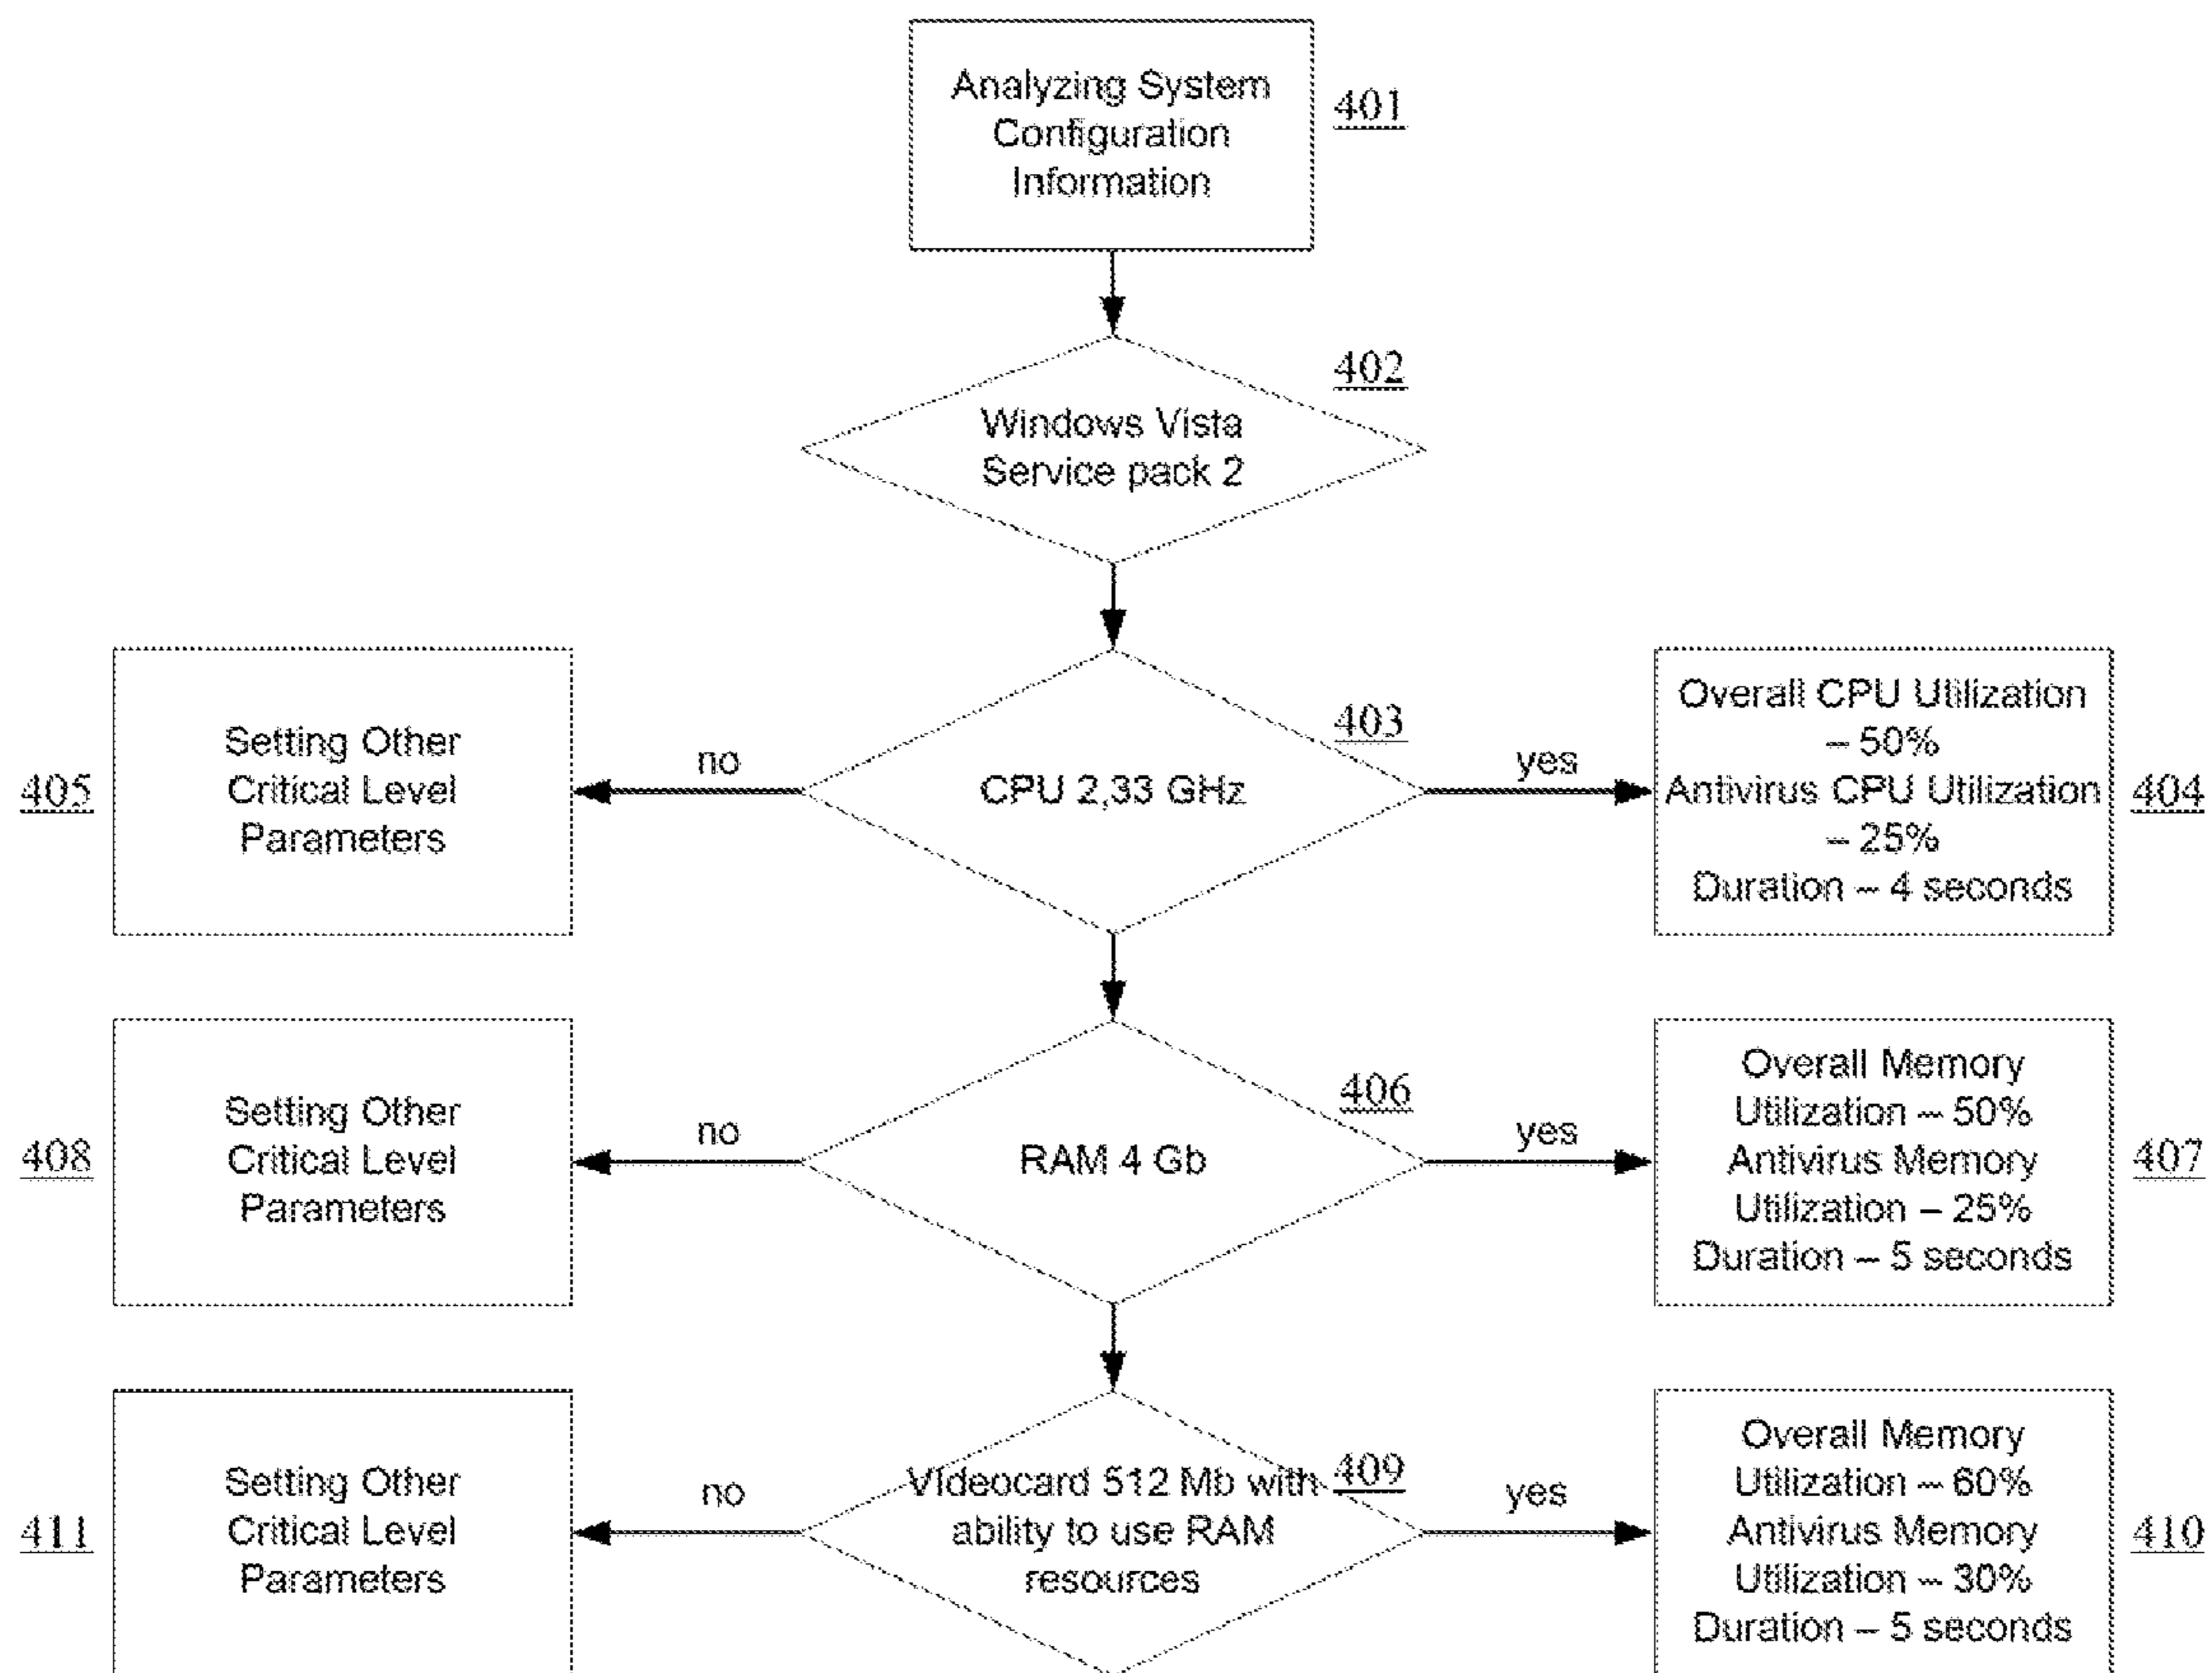 Analyzing System
Configuration
Information
401
402
Windows Vista
Service pack 2
405
Setting Other
Critical Level
Parameters
no
403
CPU 2,33 GHz
yes
Overall CPU Utilization
– 50%
Antivirus CPU Utilization
– 25%
Duration – 4 seconds
404
408
Setting Other
Critical Level
Parameters
no
406
RAM 4 Gb
yes
Overall Memory
Utilization – 50%
Antivirus Memory
Utilization – 25%
Duration – 5 seconds
407
411
Setting Other
Critical Level
Parameters
no
409
Videocard 512 Mb with
ability to use RAM
resources
yes
Overall Memory
Utilization – 60%
Antivirus Memory
Utilization – 30%
Duration – 5 seconds
410